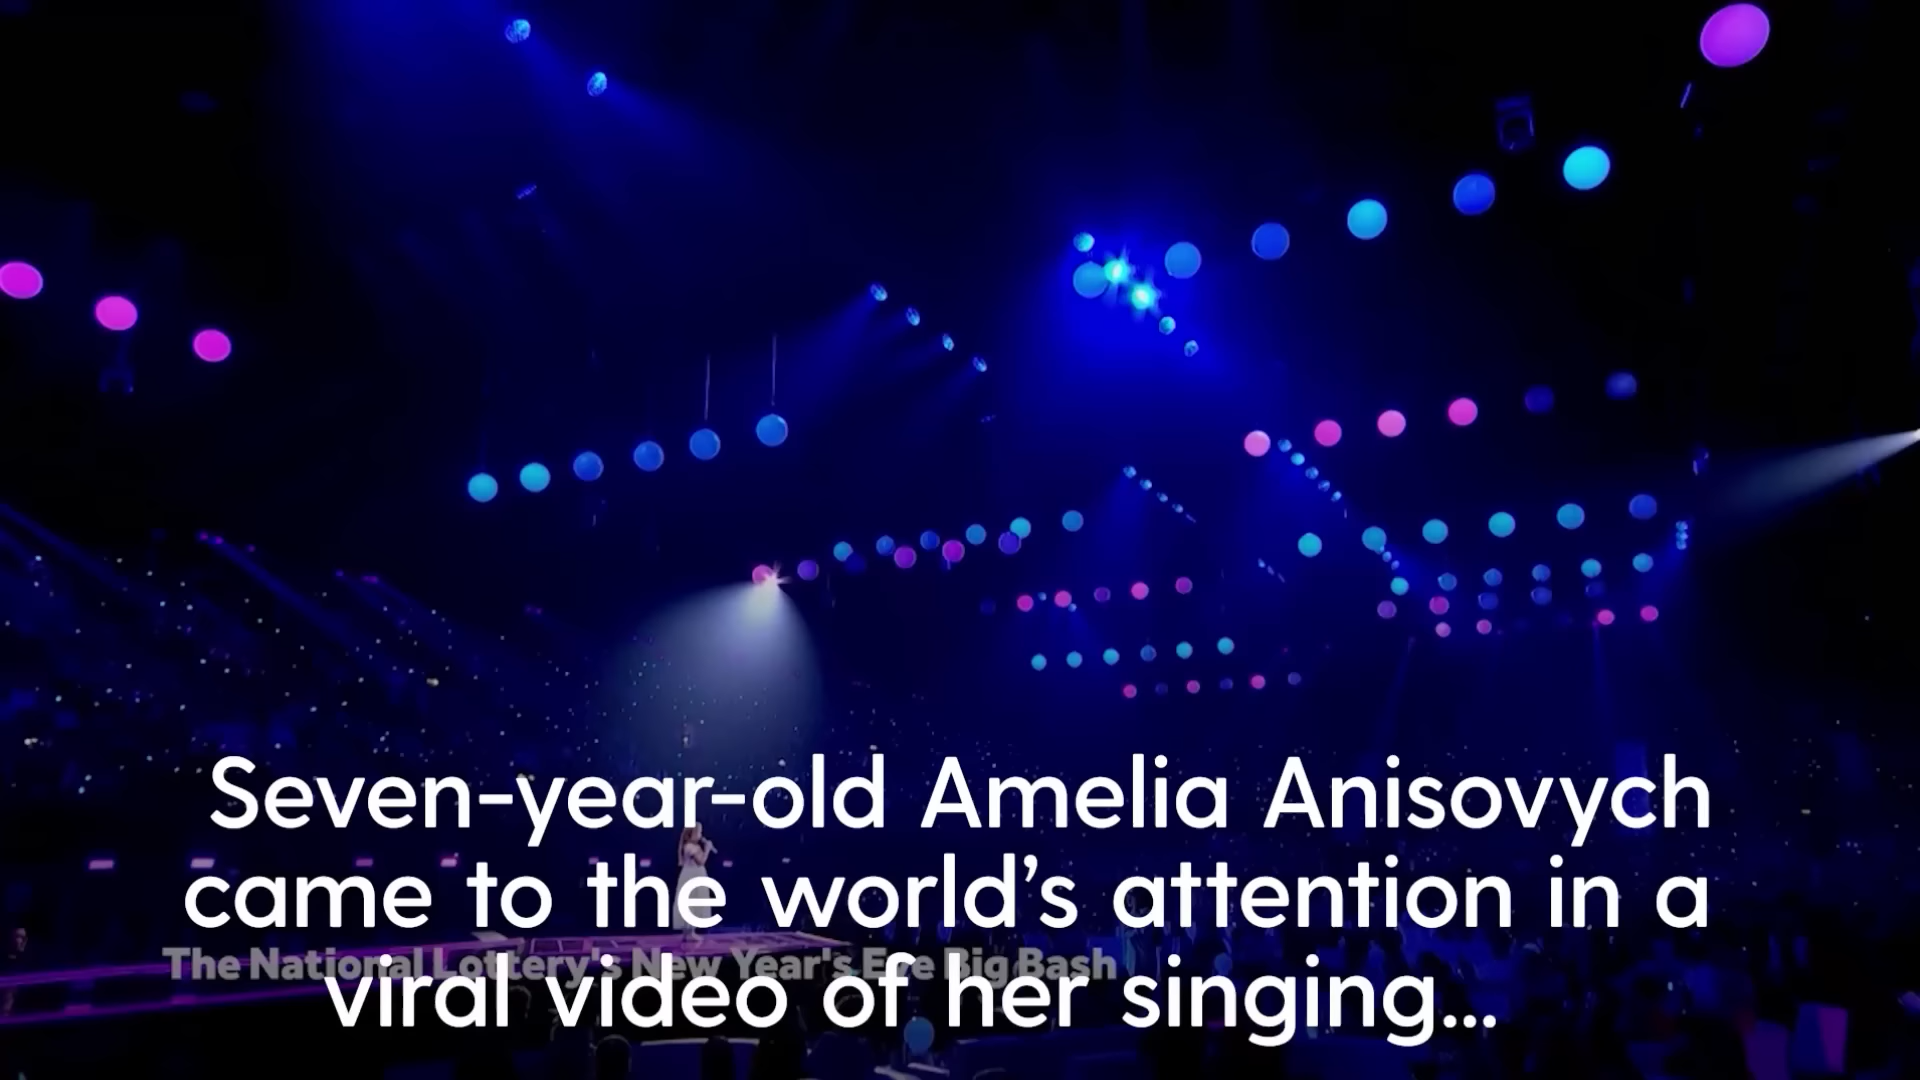 Seven-year-old Amelia Anisovych
came to the world’s attention in a
The National Lottery's New Year's Eve Big Bash
viral video of her singing...